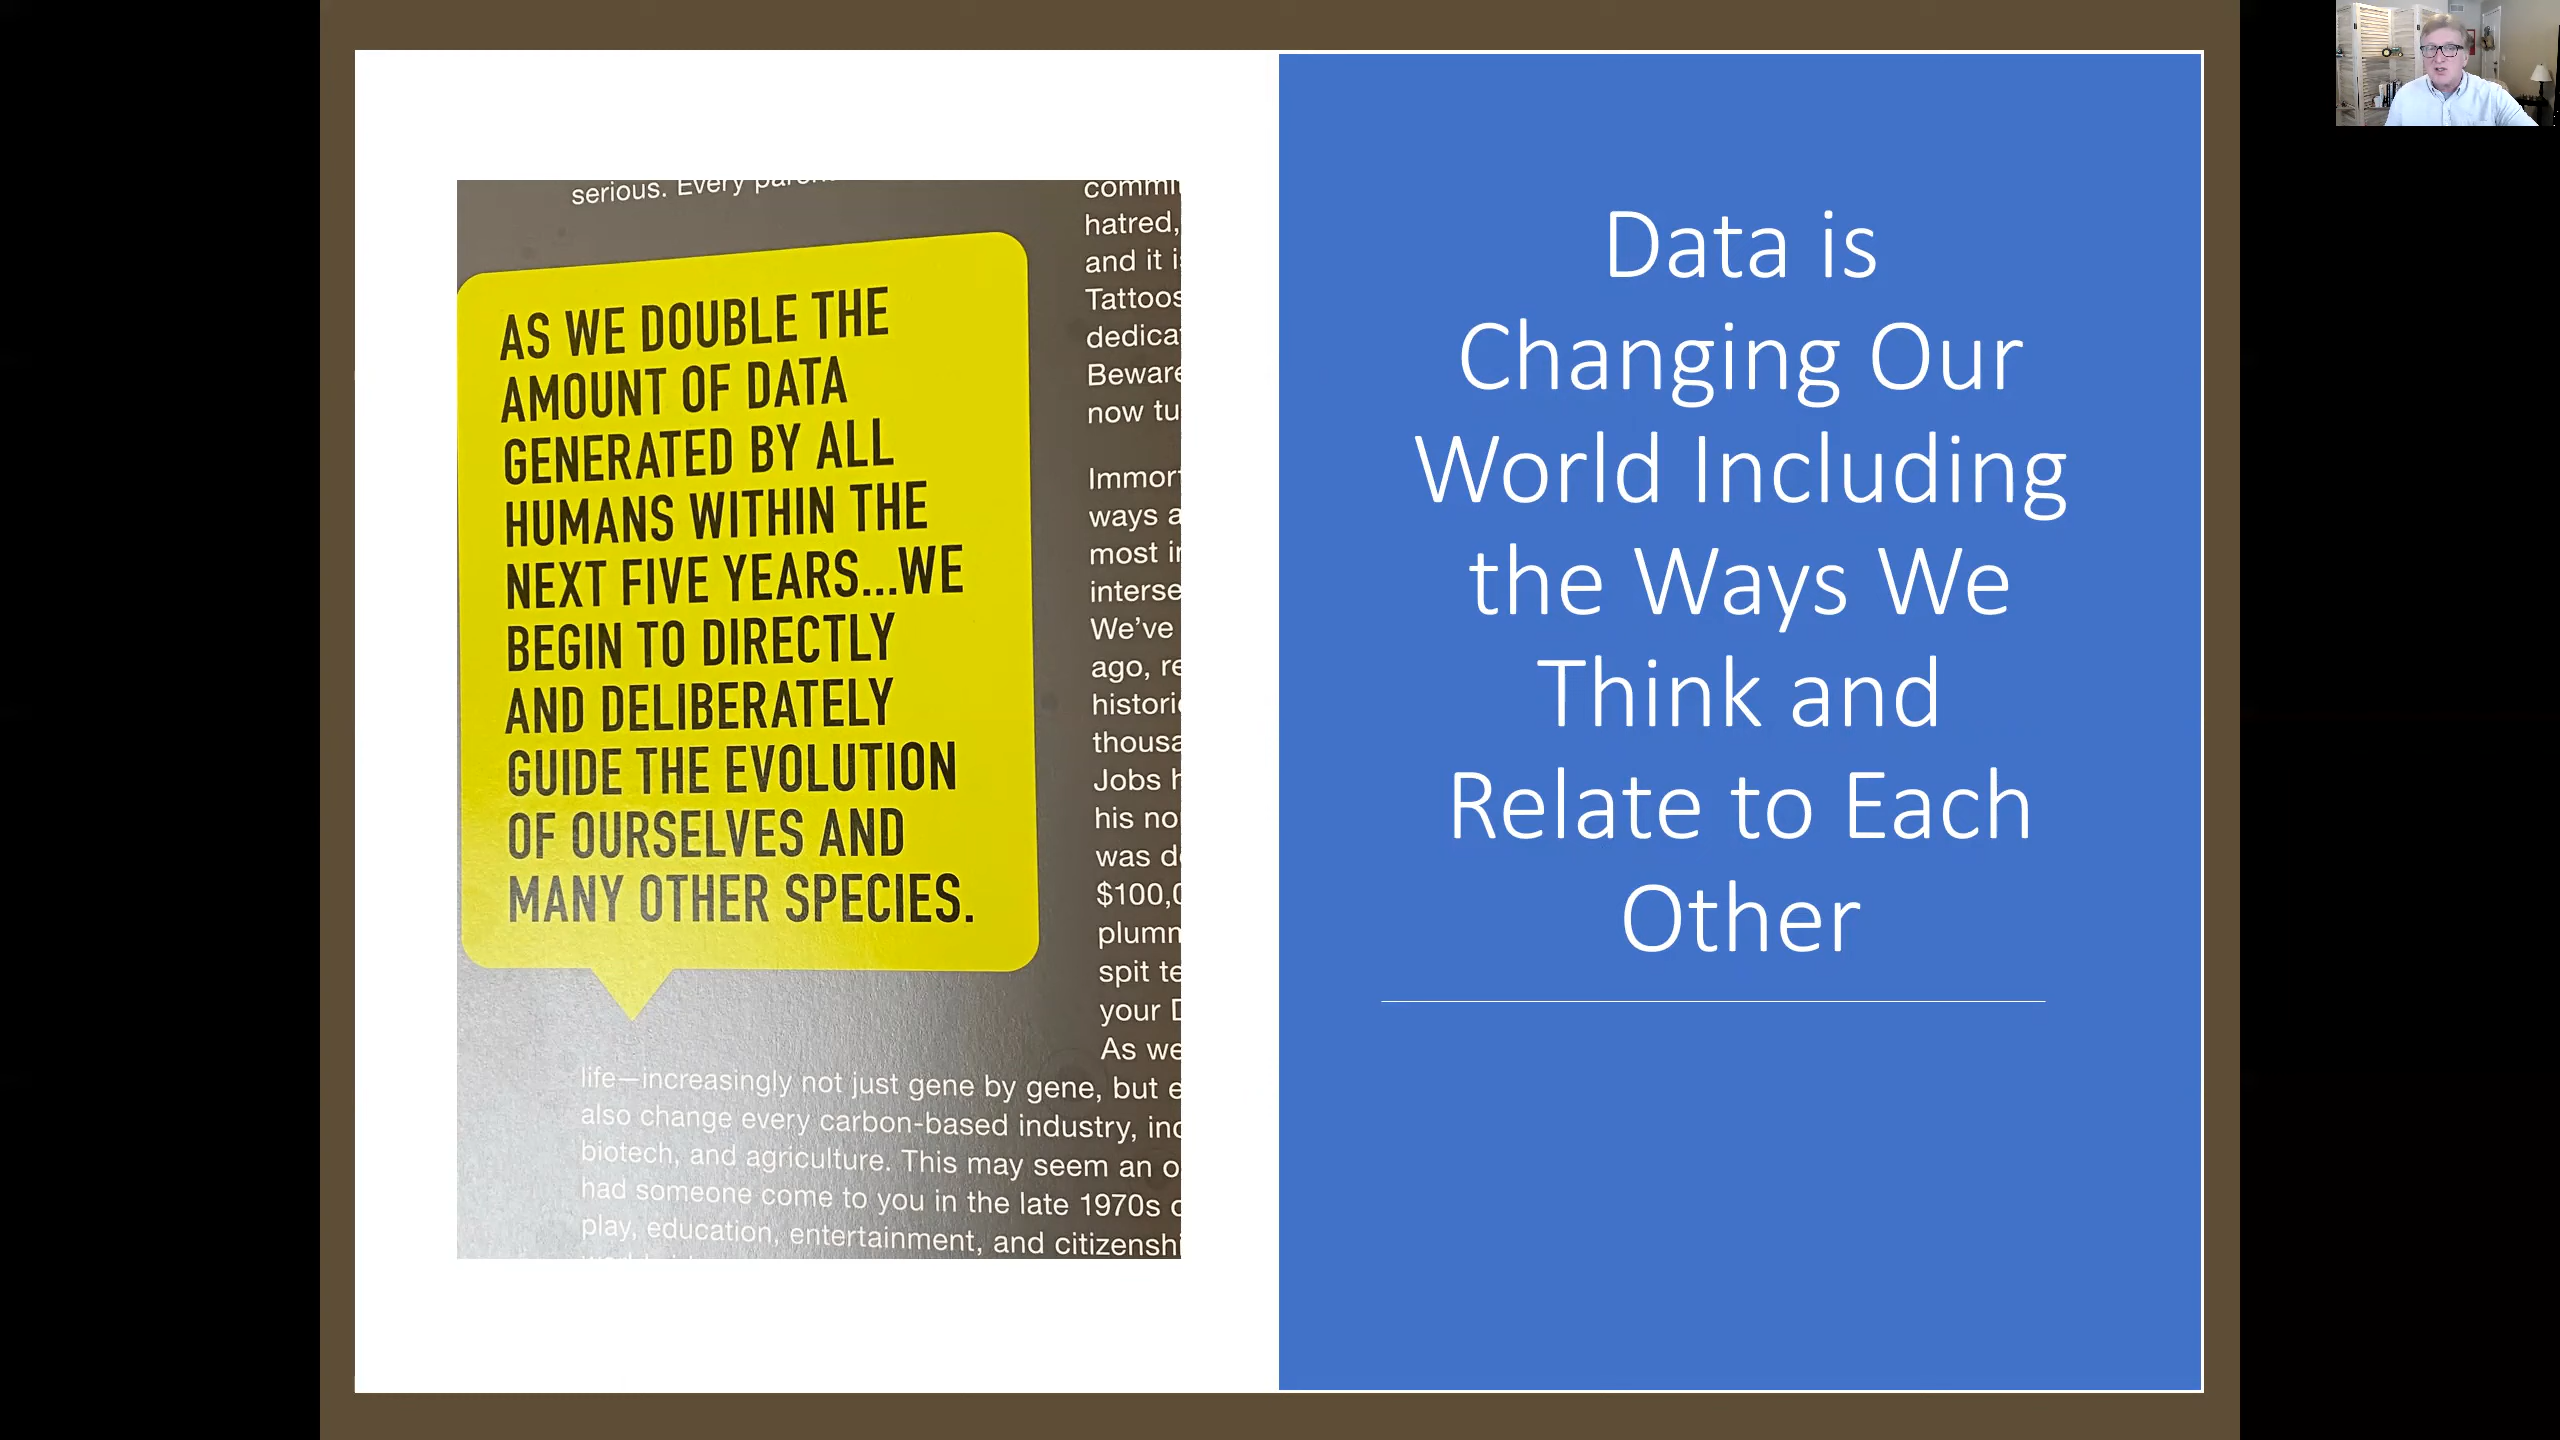 serious. Every
AS WE DOUBLE THE
AMOUNT OF DATA
GENERATED BY ALL
HUMANS WITHIN THE
NEXT FIVE YEARS...WE
BEGIN TO DIRECTLY
AND DELIBERATELY
GUIDE THE EVOLUTION
OF OURSELVES AND
MANY OTHER SPECIES.
hatred,
and it
Tattoos
Beware
now
ways
most
We've
ago,
Jobs
his
was
spit
your
As we
life—increasingly not just gene by gene, but
also change every carbon-based industry,
biotech, and agriculture. This may seem an
had someone come to you in the late 1970s
play, education, entertainment, and
Data is
Changing Our
World Including
the Ways We
Think and
Relate to Each
Other